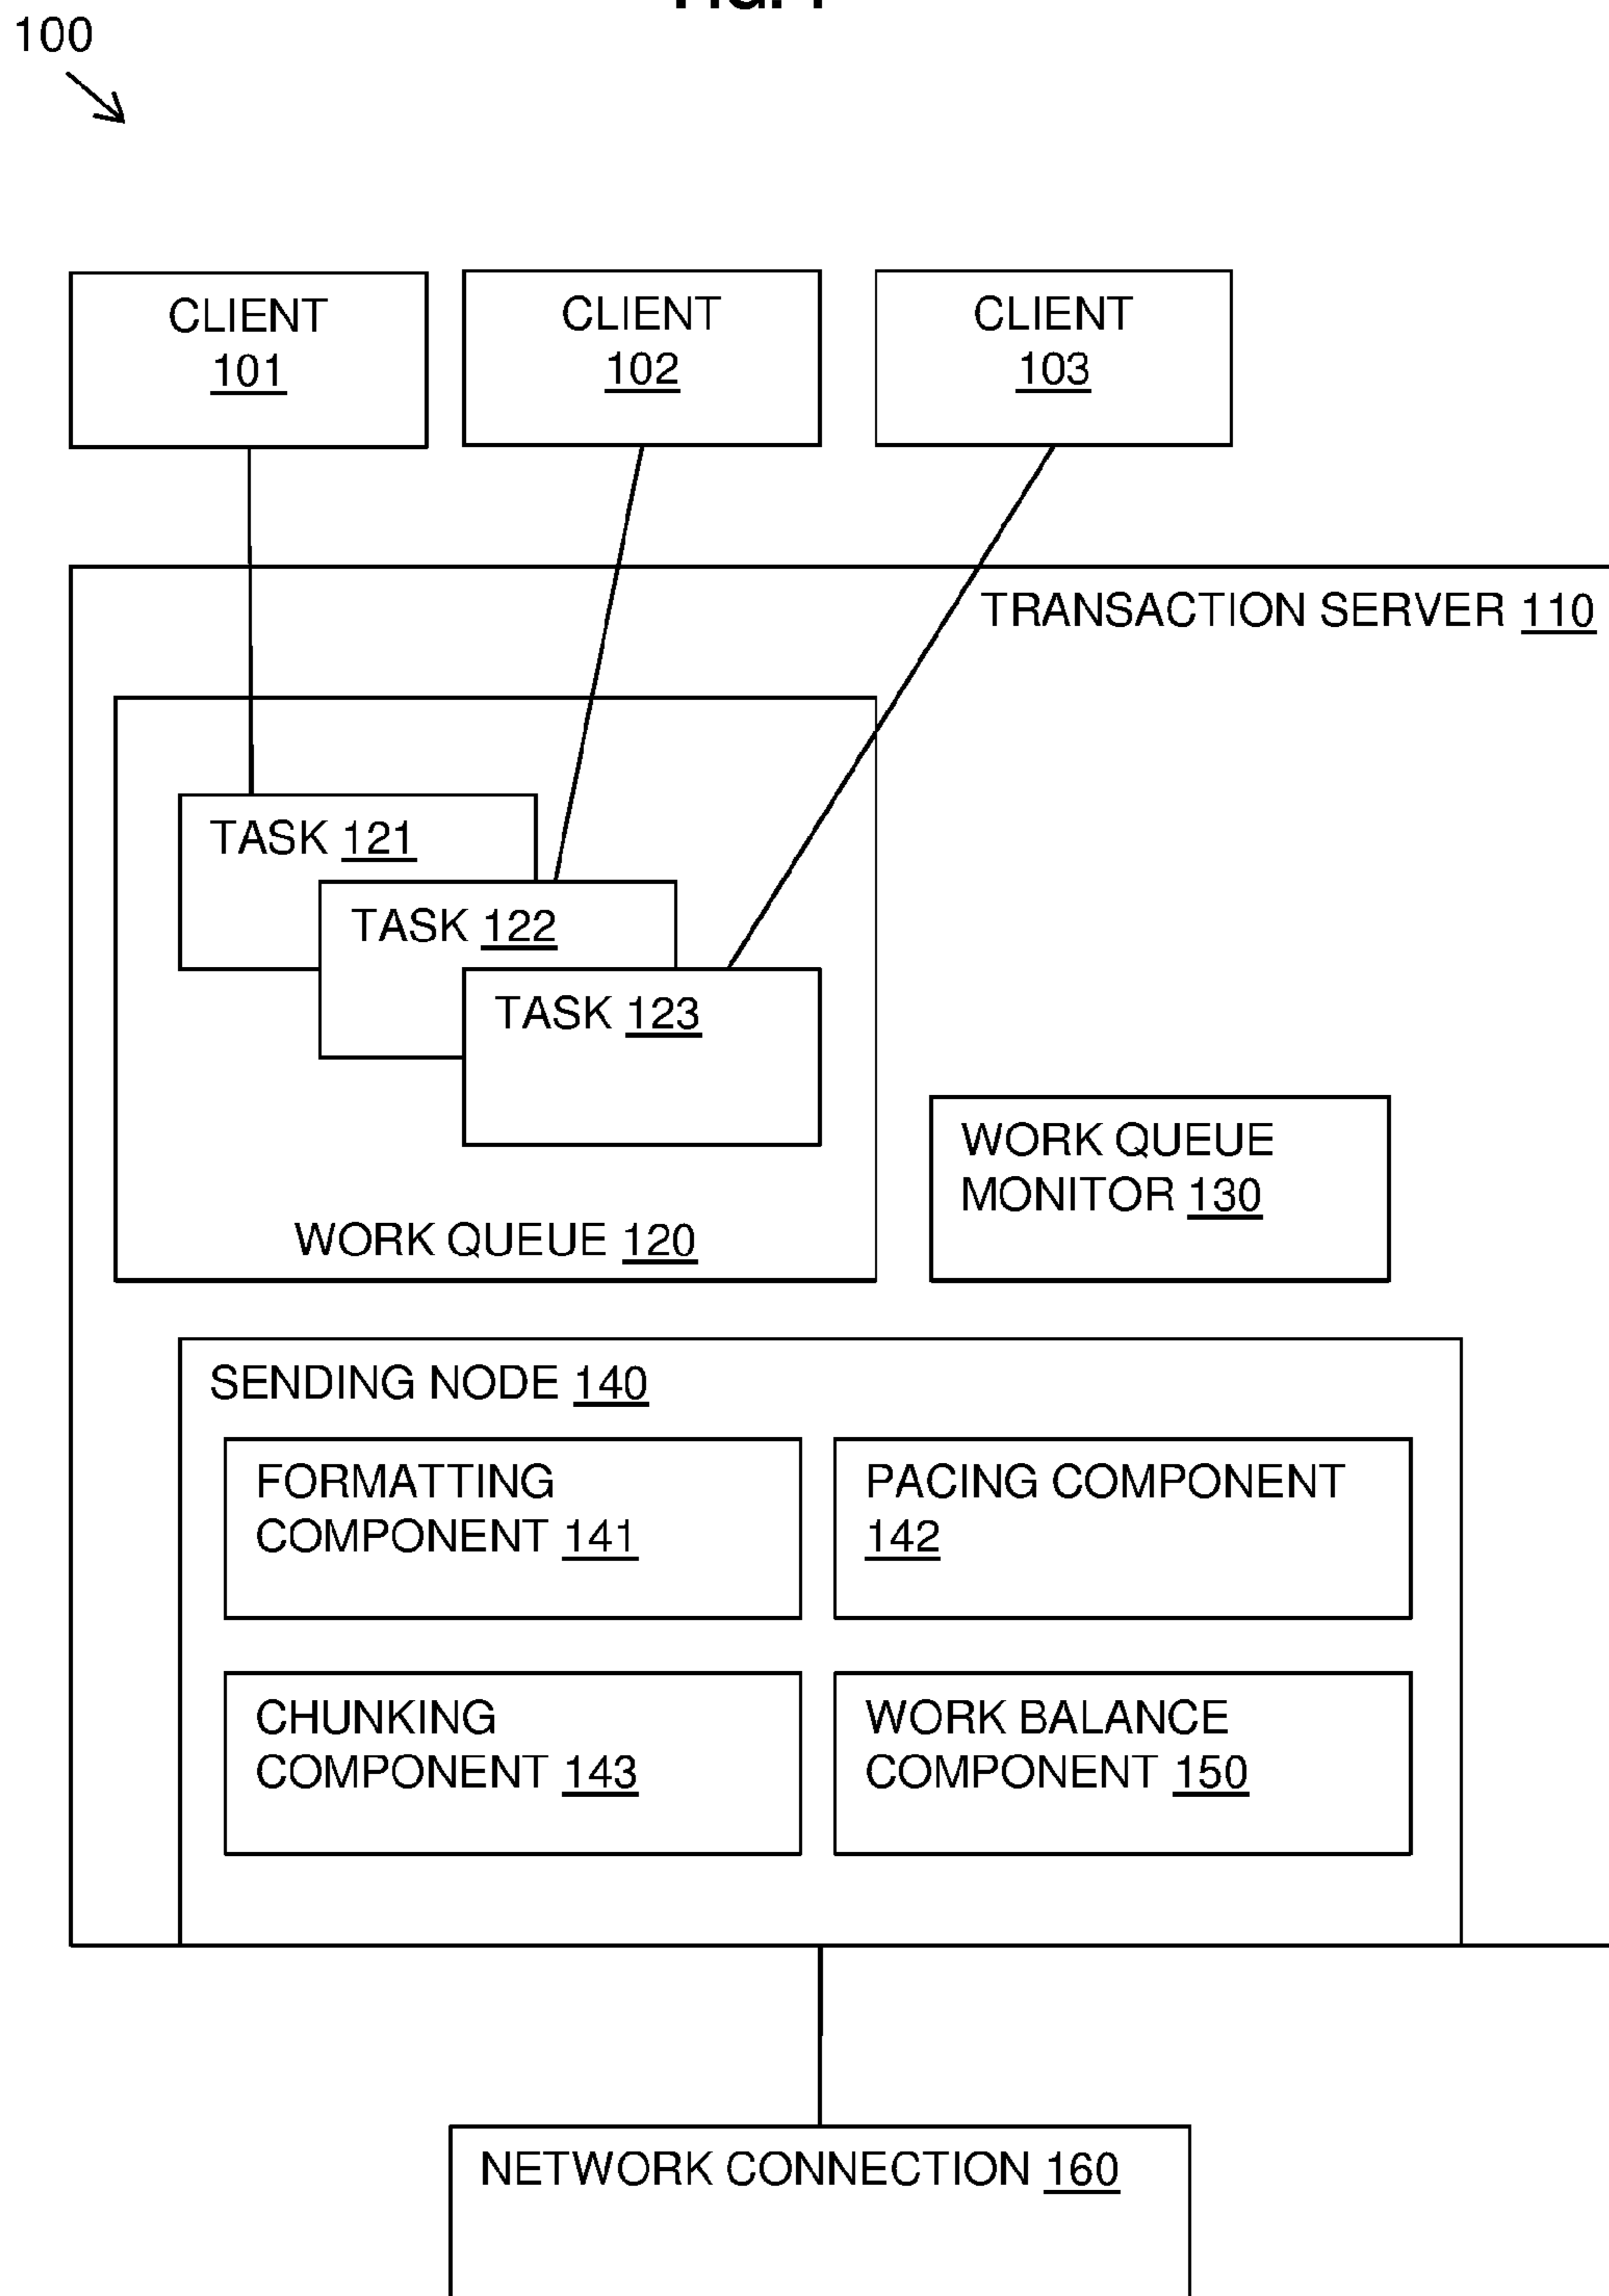 100
CLIENT
101
CLIENT
102
CLIENT
103
TRANSACTION SERVER 110
TASK 121
TASK 122
TASK 123
WORK QUEUE
MONITOR 130
WORK QUEUE 120
SENDING NODE 140
FORMATTING
COMPONENT 141
PACING COMPONENT
142
CHUNKING
COMPONENT 143
WORK BALANCE
COMPONENT 150
NETWORK CONNECTION 160